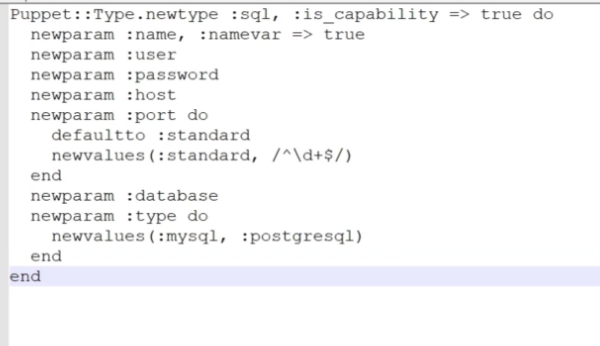 Puppet::Type.newtype :sql, :is_capability => true do
  newparam :name, :namevar => true
  newparam :user
  newparam :password
  newparam :host
  newparam :port do
    defaultto :standard
    newvalues(:standard, /^\d+$/)
  end
  newparam :database
  newparam :type do
    newvalues(:mysql, :postgresql)
  end
end